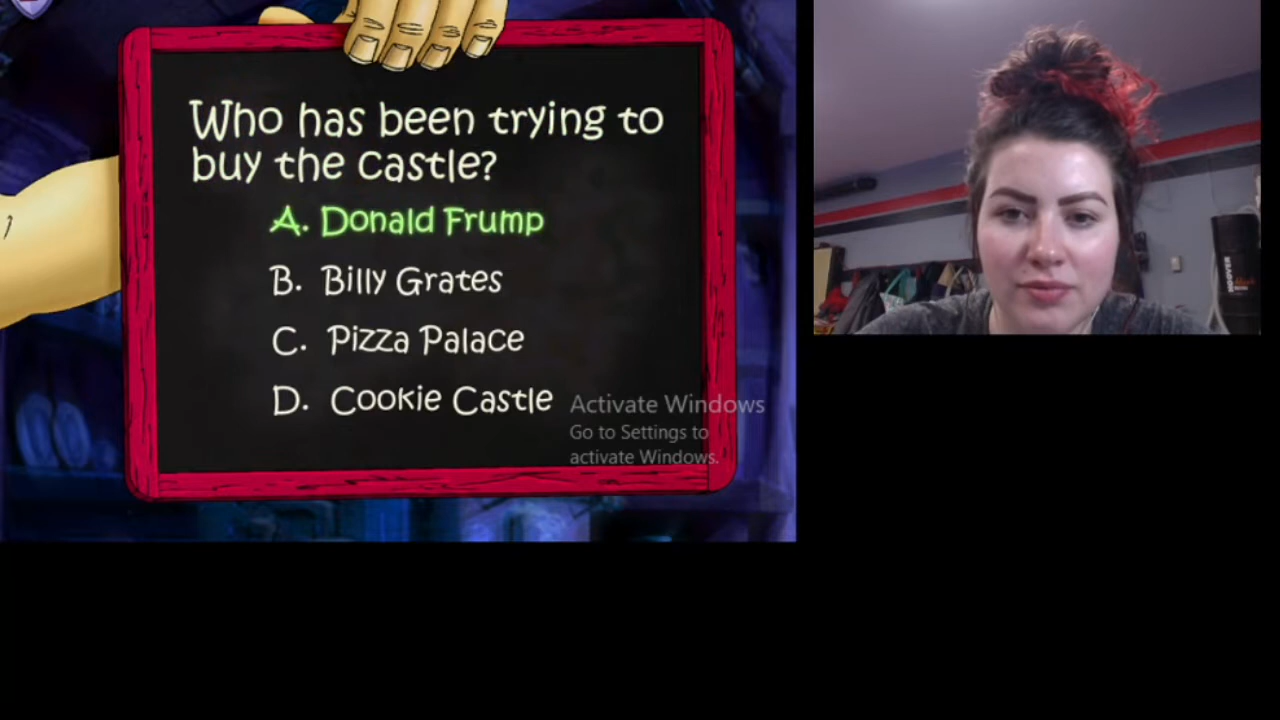 Who has been trying to
buy the castle?
A. Donald Frump
B. Billy Grates
C. Pizza Palace
D. Cookie Castle
Activate Windows
Go to Settings to
activate Windows.
HOOVER